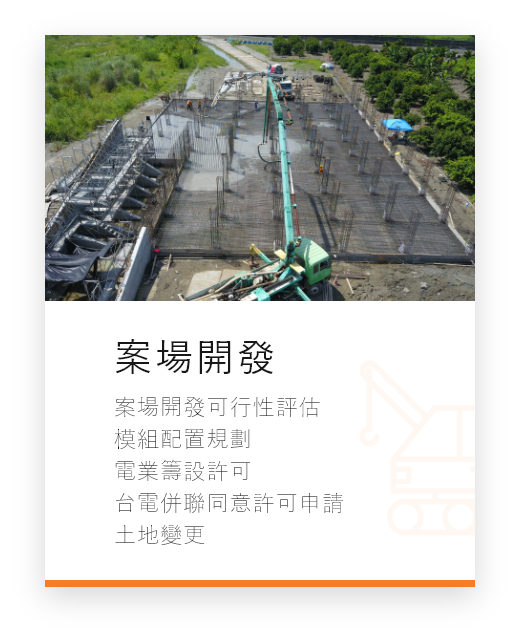 案場開發
案場開發可行性評估
模組配置規劃
電業籌設許可
台電併聯同意許可申請
土地變更